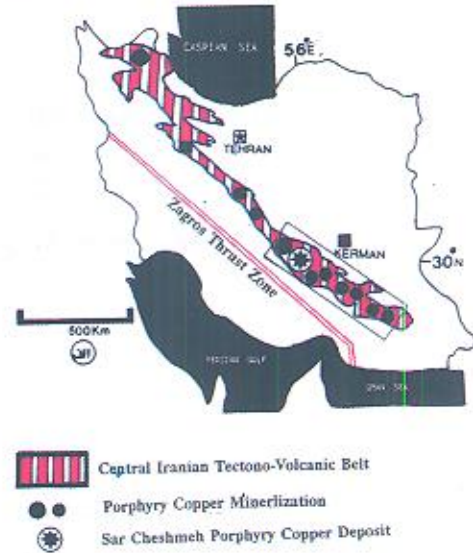 CASPIAN SEA
56°E
TEHRAN
Zagros Thrust Zone
KERMAN
30°N
500Km
PERSIAN GULF
OMAN SEA
Central Iranian Tectono-Volcanic Belt
Porphyry Copper Minerlization
Sar Cheshmeh Porphyry Copper Deposit